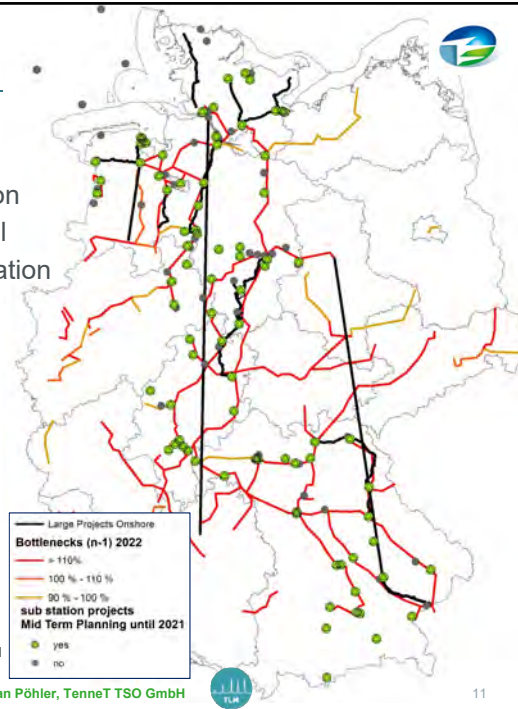 on
l
ation
Large Projects Onshore
Bottlenecks (n-1) 2022
> 110%
100 % - 110 %
90 % - 100 %
sub station projects
Mid Term Planning until 2021
yes
no
an Pöhler, TenneT TSO GmbH
TLM
11